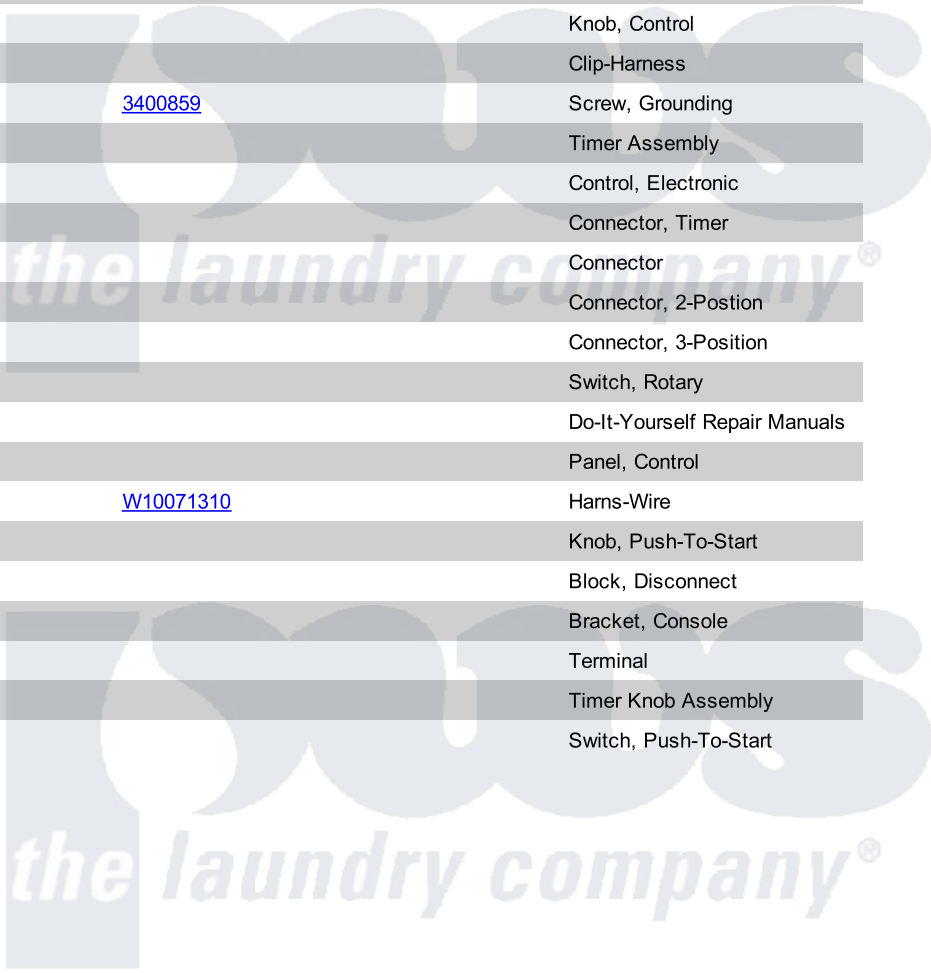 Knob, Control
Clip-Harness
3400859 Screw, Grounding
Timer Assembly
Control, Electronic
Connector, Timer
Connector
the laundry company®
Connector, 2-Postion
Connector, 3-Position
Switch, Rotary
Do-It-Yourself Repair Manuals
Panel, Control
W10071310 Harns-Wire
Knob, Push-To-Start
Block, Disconnect
Bracket, Console
Terminal
Timer Knob Assembly
Switch, Push-To-Start
the laundry company®